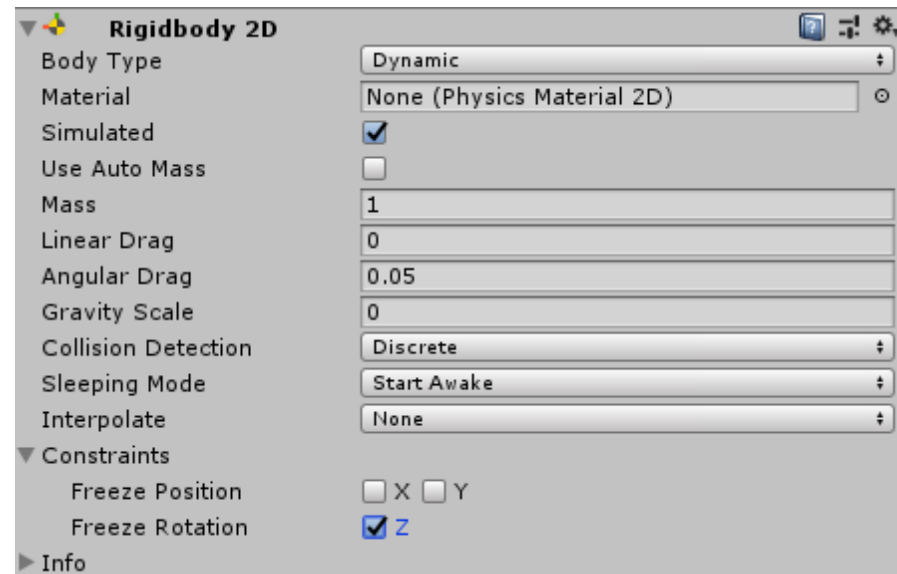 Rigidbody 2D
Body Type Dynamic
Material None (Physics Material 2D)
Simulated
Use Auto Mass
Mass 1
Linear Drag 0
Angular Drag 0.05
Gravity Scale 0
Collision Detection Discrete
Sleeping Mode Start Awake
Interpolate None
Constraints
Freeze Position X Y
Freeze Rotation Z
Info